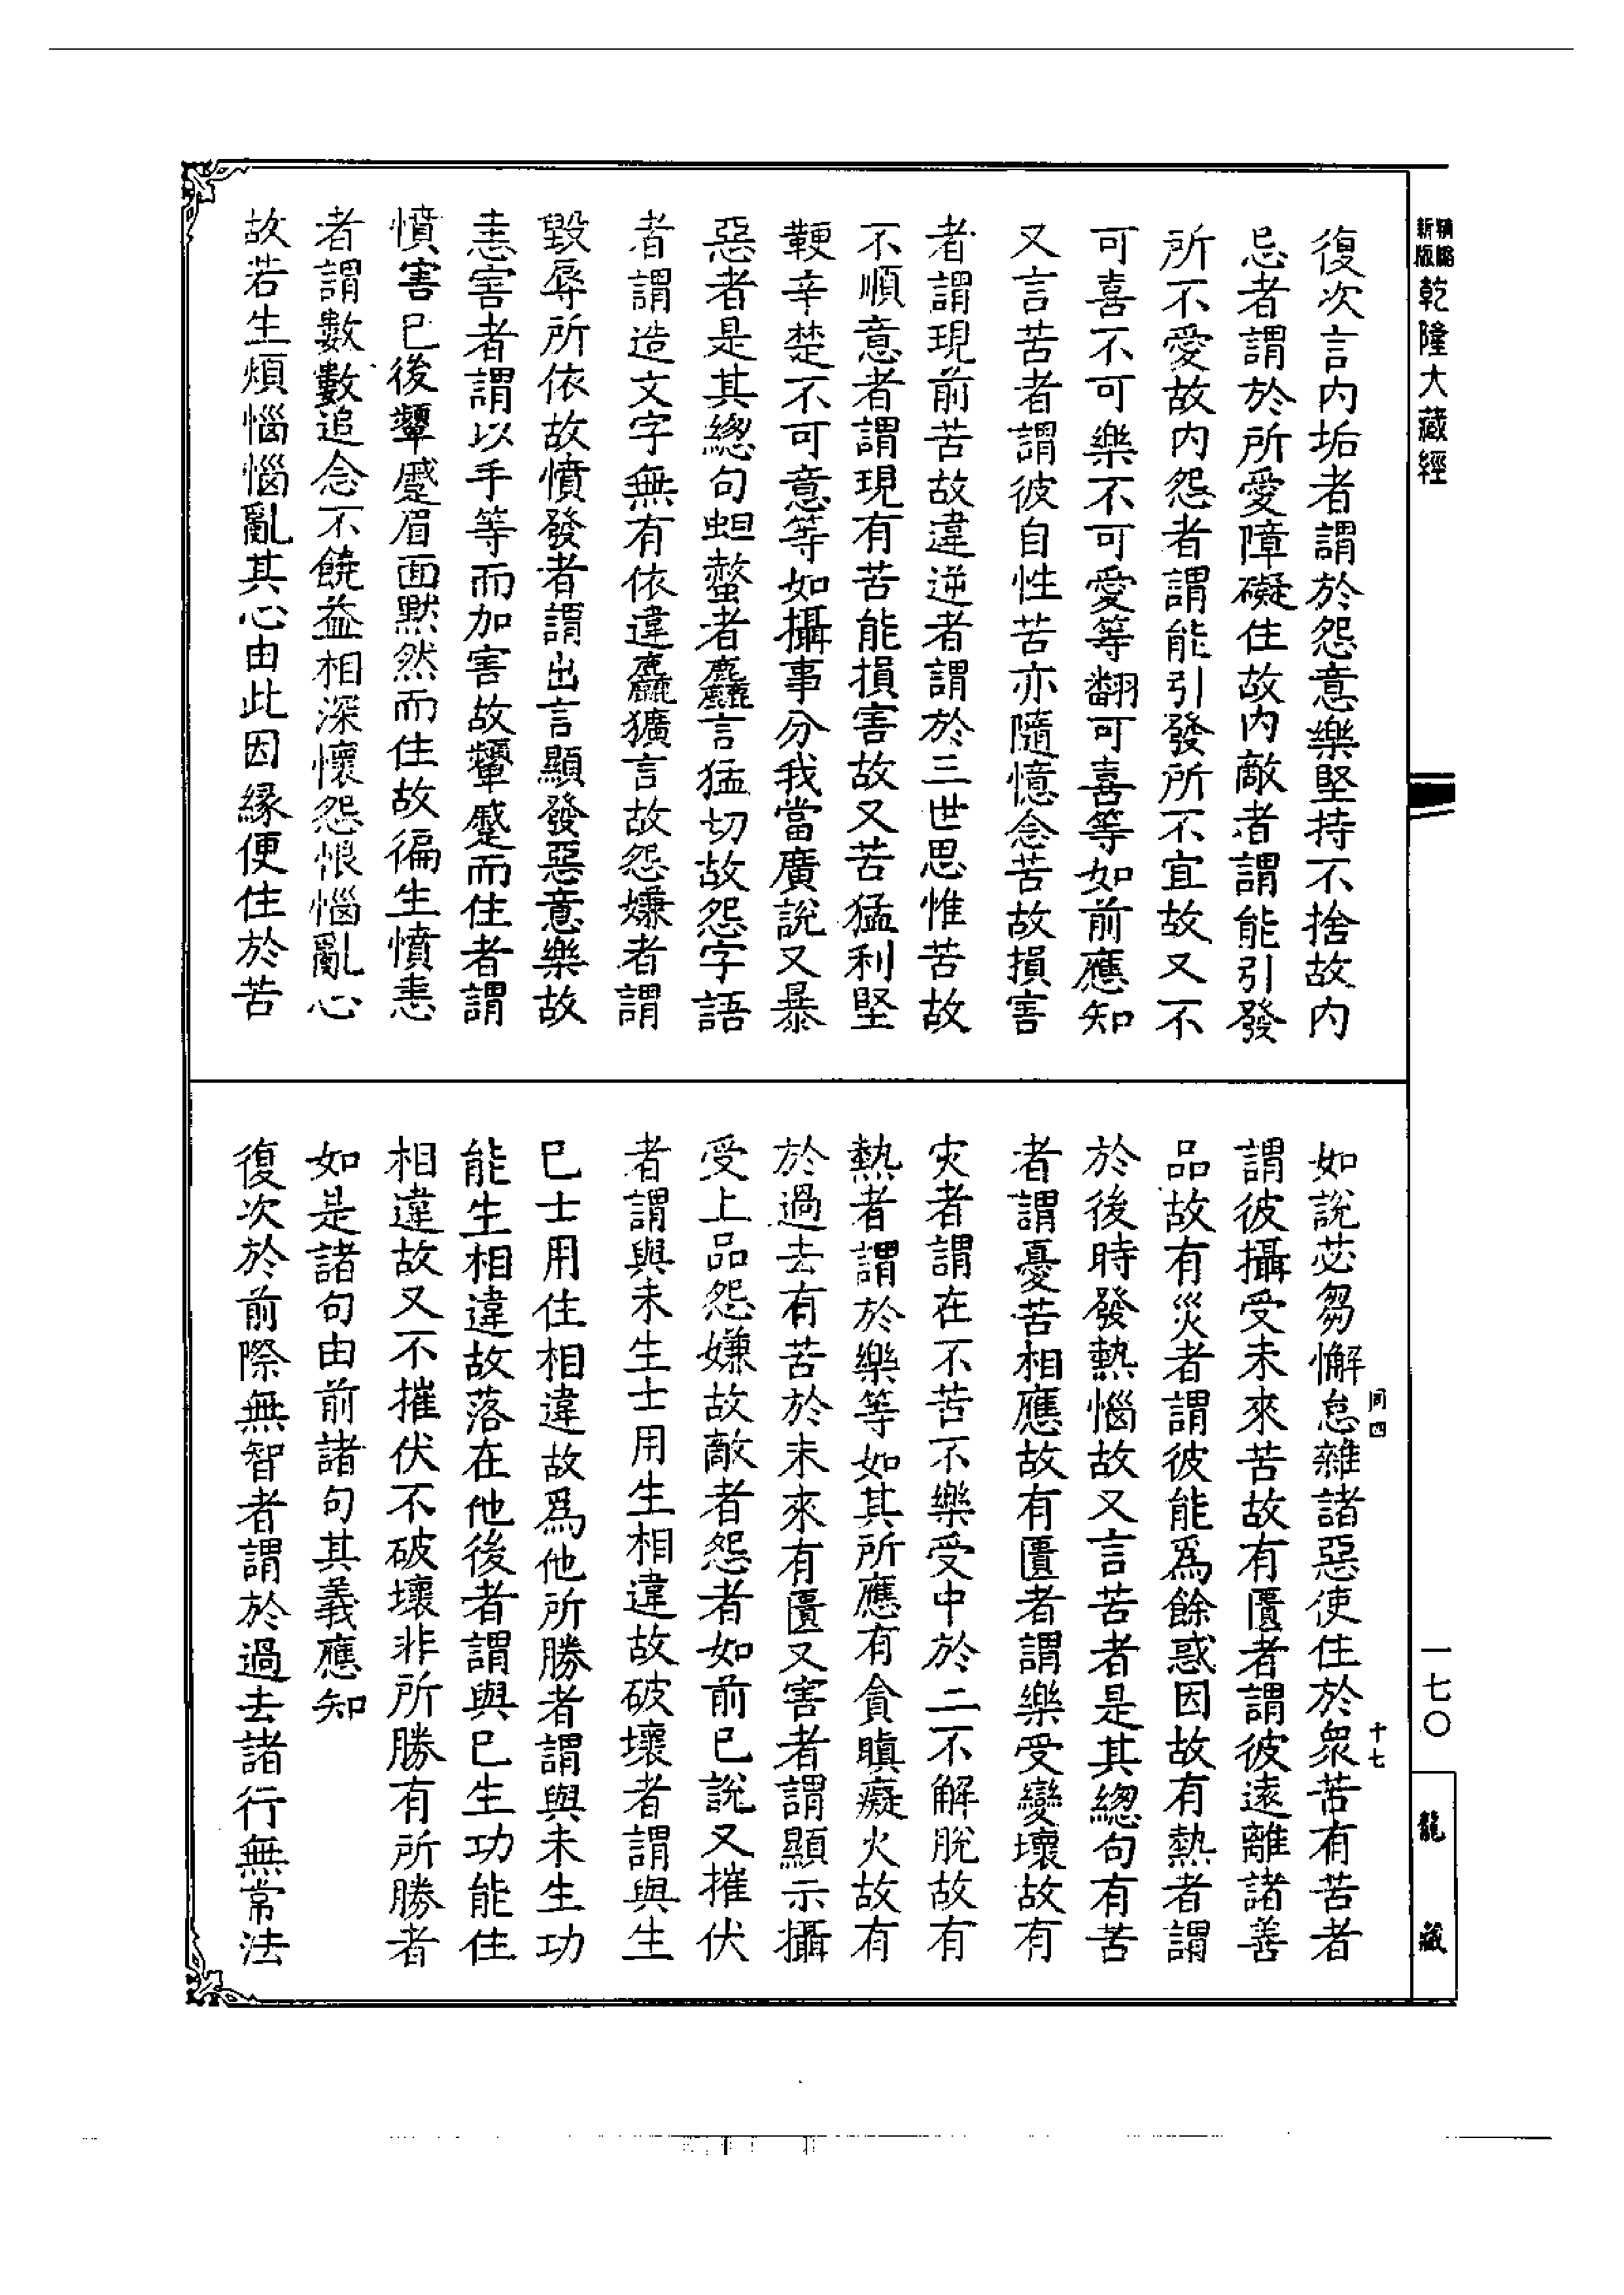 新版
乾隆大藏經
復次言內垢者謂於怨意樂堅持不捨故內
忌者謂於所愛障礙住故內敵者謂能引發
所不愛故內怨者謂能引發所不宜故又不
可喜不可樂不可愛等翻可喜等如前應知
又言苦者謂彼自性苦亦隨憶念苦故損害
者謂現前苦故違逆者謂於三世思惟苦故
不順意者謂現有苦能損害故又苦猛利堅
鞕辛楚不可意等如攝事分我當廣說又暴
惡者是其總句蛆螫者麤言猛切故怨字語
者謂造文字無有依違麤獷言故怨嫌者謂
毀辱所依故憤發者謂出言顯發惡意樂故
恚害者謂以手等而加害故顰蹙而住者謂
憤害已後顰蹙眉面默然而住故徧生憤恚
者謂數數追念不饒益相深懷怨恨惱亂心
故若生煩惱惱亂其心由此因緣便住於苦
如說苾芻懈怠雜諸惡使住於衆苦有苦者
謂彼攝受未來苦故有匱者謂彼遠離諸善
品故有災者謂彼能爲餘惑因故有熱者謂
於後時發熱惱故又言苦者是其總句有苦
者謂憂苦相應故有匱者謂樂受變壞故有
灾者謂在不苦不樂受中於二不解脫故有
熱者謂於樂等如其所應有貪瞋癡火故有
於過去有苦於未來有匱又害者謂顯示攝
受上品怨嫌故敵者怨者如前已說又摧伏
者謂與未生士用生相違故破壞者謂與生
已士用住相違故爲他所勝者謂與未生功
能生相違故落在他後者謂與已生功能住
相違故又不摧伏不破壞非所勝有所勝者
如是諸句由前諸句其義應知
復次於前際無智者謂於過去諸行無常法
同四
十七
一七〇
龍藏